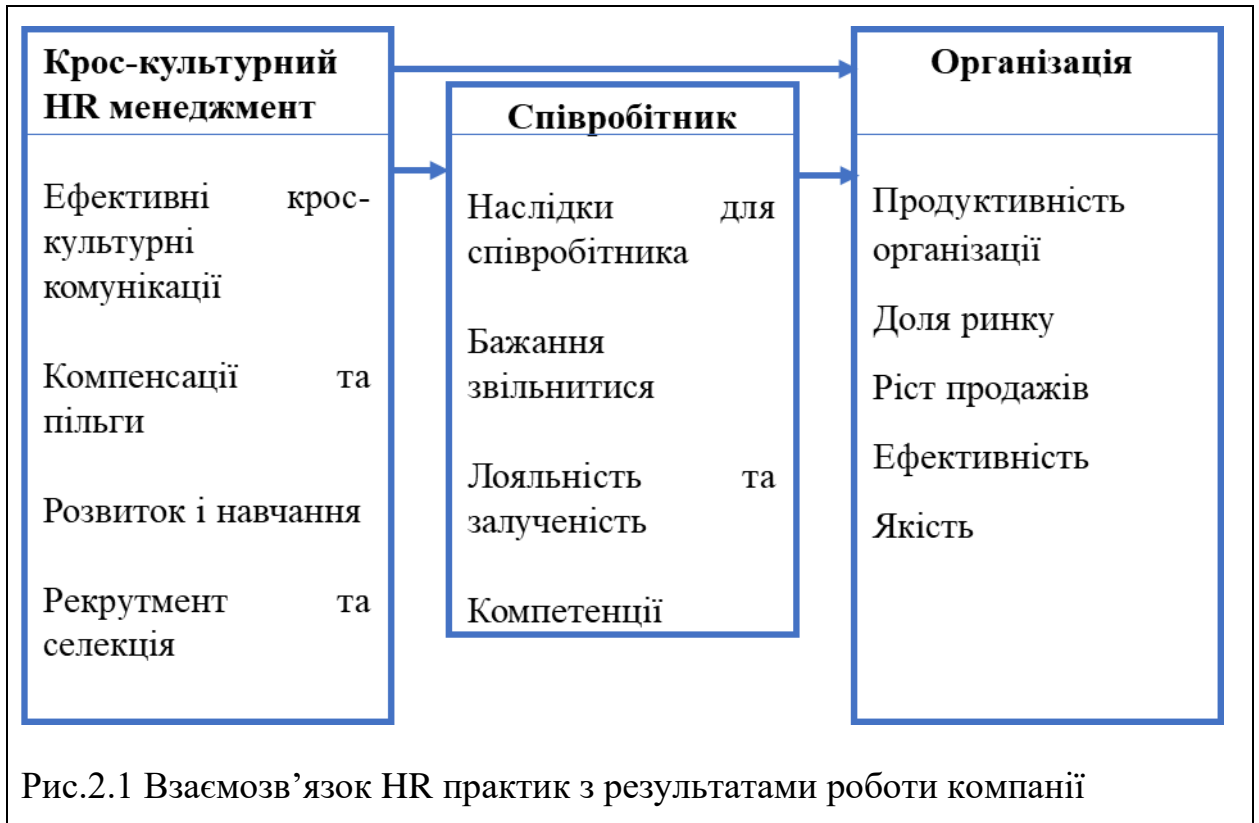 Крос-культурний
HR менеджмент
Ефективні крос-
культурні
комунікації
Компенсації та
пільги
Розвиток і навчання
Рекрутмент та
селекція
Співробітник
Наслідки для
співробітника
Бажання
звільнитися
Лояльність та
залученість
Компетенції
Організація
Продуктивність
організації
Доля ринку
Ріст продажів
Ефективність
Якість
Рис.2.1 Взаємозв’язок HR практик з результатами роботи компанії